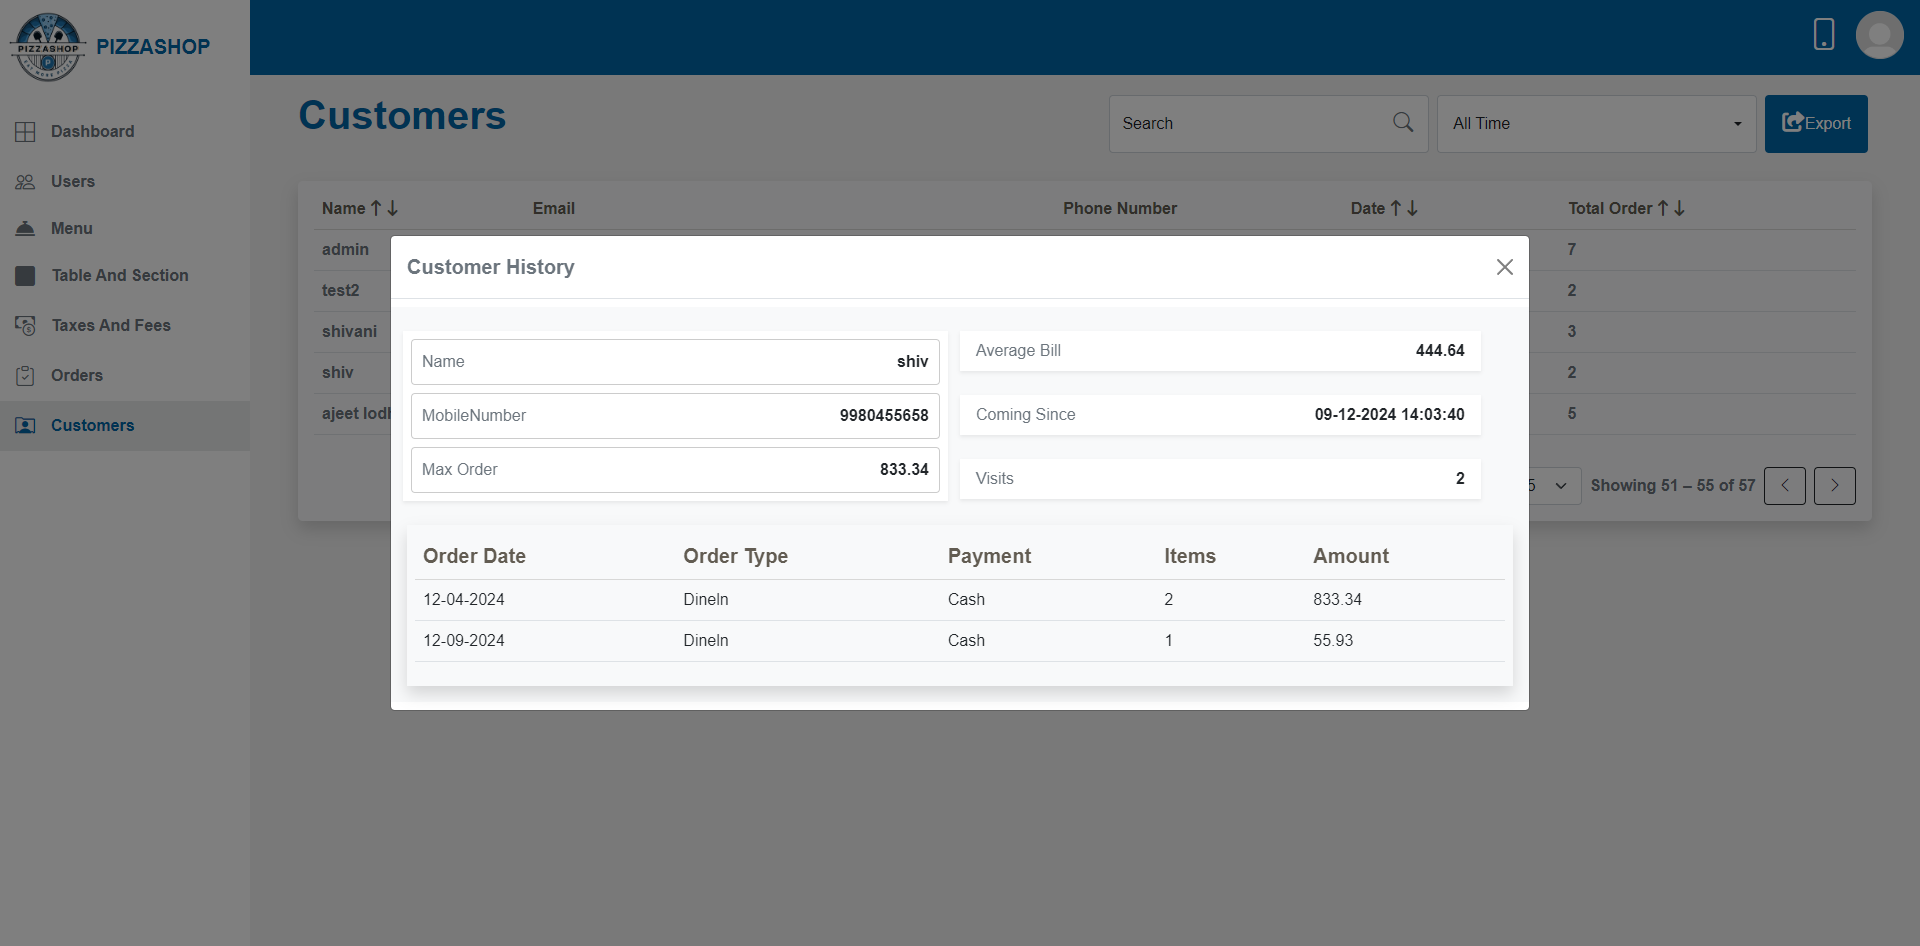 PIZZASHOP
EAT MORE PIZZA
PIZZASHOP
Dashboard
Users
Menu
Table And Section
Taxes And Fees
Orders
Customers
Customers
Search
All Time
Export
Name Email Phone Number Date Total Order
admin 7
test2 2
shivani 3
shiv 2
ajeet lodh 5
5 Showing 51 – 55 of 57
Customer History
Name shiv
MobileNumber 9980455658
Max Order 833.34
Average Bill 444.64
Coming Since 09-12-2024 14:03:40
Visits 2
Order Date Order Type Payment Items Amount
12-04-2024 DineIn Cash 2 833.34
12-09-2024 DineIn Cash 1 55.93